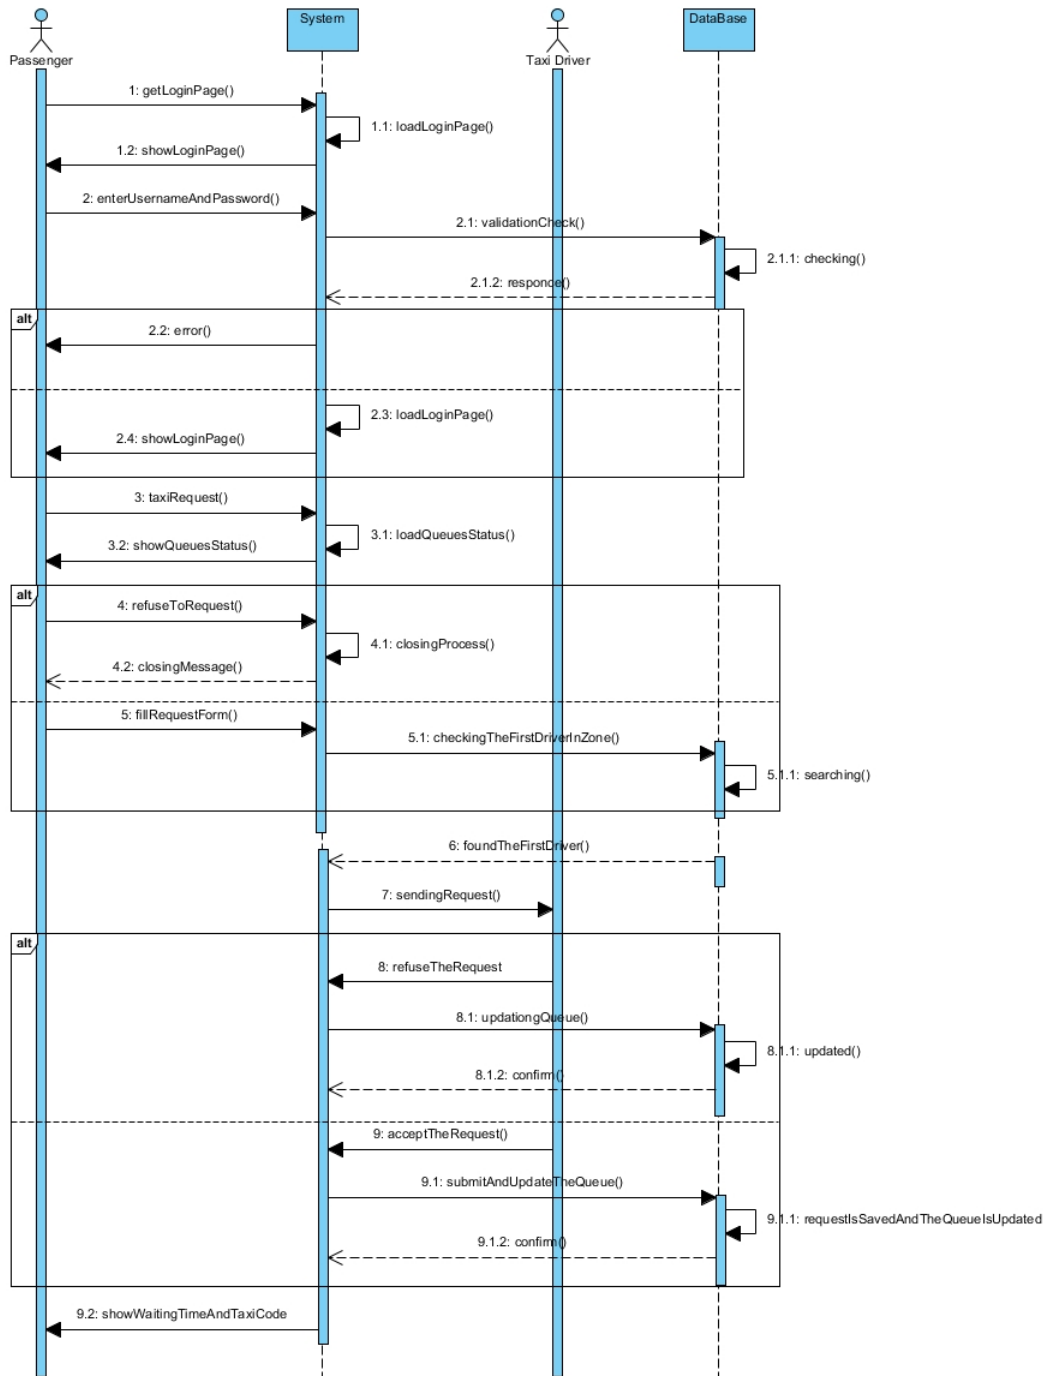 System
DataBase
Passenger
Taxi Driver
1: getLoginPage()
1.1: loadLoginPage()
1.2: showLoginPage()
2: enterUsernameAndPassword()
2.1: validationCheck()
2.1.1: checking()
2.1.2: responce()
alt
2.2: error()
2.3: loadLoginPage()
2.4: showLoginPage()
3: taxiRequest()
3.1: loadQueuesStatus()
3.2: showQueuesStatus()
alt
4: refuseToRequest()
4.1: closingProcess()
4.2: closingMessage()
5: fillRequestForm()
5.1: checkingTheFirstDriverInZone()
5.1.1: searching()
6: foundTheFirstDriver()
7: sendingRequest()
alt
8: refuseTheRequest
8.1: updationgQueue()
8.1.1: updated()
8.1.2: confirm()
9: acceptTheRequest()
9.1: submitAndUpdateTheQueue()
9.1.1: requestIsSavedAndTheQueueIsUpdated
9.1.2: confirm()
9.2: showWaitingTimeAndTaxiCode